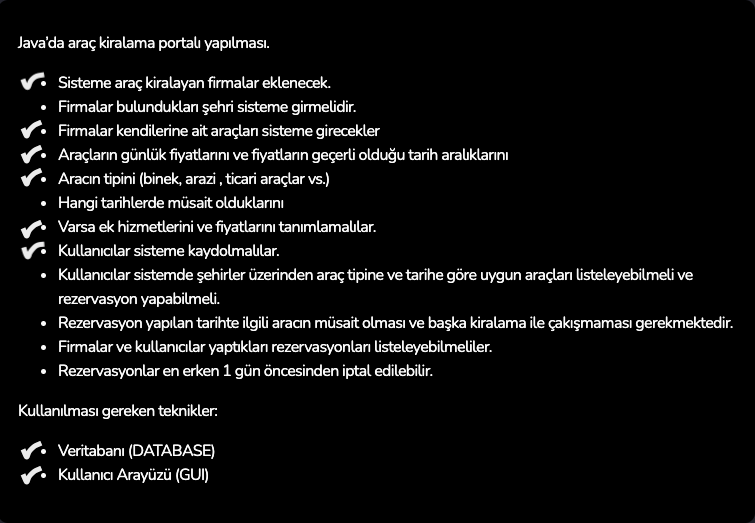 Java'da araç kiralama portalı yapılması.
Sisteme araç kiralayan firmalar eklenecek.
Firmalar bulundukları şehri sisteme girmelidir.
Firmalar kendilerine ait araçları sisteme girecekler
Araçların günlük fiyatlarını ve fiyatların geçerli olduğu tarih aralıklarını
Aracın tipini (binek, arazi , ticari araçlar vs.)
Hangi tarihlerde müsait olduklarını
Varsa ek hizmetlerini ve fiyatlarını tanımlamalılar.
Kullanıcılar sisteme kaydolmalılar.
Kullanıcılar sistemde şehirler üzerinden araç tipine ve tarihe göre uygun araçları listeleyebilmeli ve
rezervasyon yapabilmeli.
Rezervasyon yapılan tarihte ilgili aracın müsait olması ve başka kiralama ile çakışmaması gerekmektedir.
Firmalar ve kullanıcılar yaptıkları rezervasyonları listeleyebilmeliler.
Rezervasyonlar en erken 1 gün öncesinden iptal edilebilir.
Kullanılması gereken teknikler:
Veritabanı (DATABASE)
Kullanıcı Arayüzü (GUI)